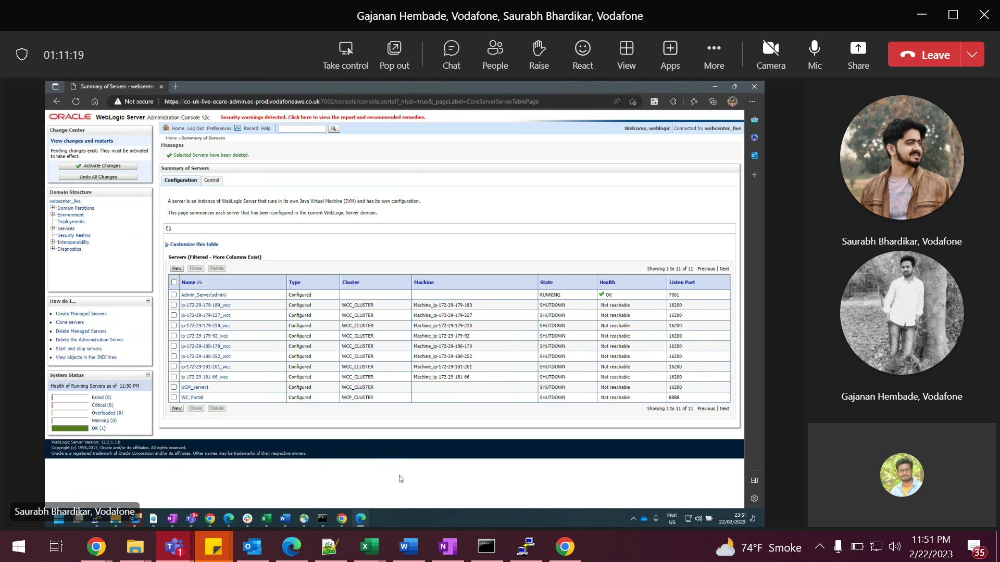 Gajanan Hembade, Vodafone, Saurabh Bhardikar, Vodafone
01:11:19
Take control
Pop out
Chat
People
Raise
React
View
Apps
More
Camera
Mic
Share
Leave
Summary of Servers - webcenter
Not secure
https://co-uk-live-ecare-admin.ec-prod.vodafoneaws.co.uk:7002/console/console.portal?_nfpb=true&_pageLabel=CoreServerServerTablePage
ORACLE WebLogic Server Administration Console 12c
Security warnings detected. Click here to view the report and recommended remedies.
Change Center
View changes and restarts
Pending changes exist. They must be activated
to take effect.
Activate Changes
Undo All Changes
Domain Structure
webcenter_live
Domain Partitions
Environment
Deployments
Services
Security Realms
Interoperability
Diagnostics
How do I...
Create Managed Servers
Clone servers
Delete Managed Servers
Delete the Administration Server
Start and stop servers
View objects in the JNDI tree
System Status
Health of Running Servers as of 11:50 PM
Failed (0)
Critical (0)
Overloaded (0)
Warning (0)
OK (1)
Home Log Out Preferences Record Help
Welcome, weblogic Connected to: webcenter_live
Home >Summary of Servers
Messages
Selected Servers have been deleted.
Summary of Servers
Configuration Control
A server is an instance of WebLogic Server that runs in its own Java Virtual Machine (JVM) and has its own configuration.
This page summarizes each server that has been configured in the current WebLogic Server domain.
Customize this table
Servers (Filtered - More Columns Exist)
New Clone Delete Showing 1 to 11 of 11 Previous | Next
Name Type Cluster Machine State Health Listen Port
Admin_Server(admin) Configured RUNNING OK 7001
ip-172-29-179-180_wcc Configured WCC_CLUSTER Machine_ip-172-29-179-180 SHUTDOWN Not reachable 16200
ip-172-29-179-227_wcc Configured WCC_CLUSTER Machine_ip-172-29-179-227 SHUTDOWN Not reachable 16200
ip-172-29-179-230_wcc Configured WCC_CLUSTER Machine_ip-172-29-179-230 SHUTDOWN Not reachable 16200
ip-172-29-179-92_wcc Configured WCC_CLUSTER Machine_ip-172-29-179-92 SHUTDOWN Not reachable 16200
ip-172-29-180-170_wcc Configured WCC_CLUSTER Machine_ip-172-29-180-170 SHUTDOWN Not reachable 16200
ip-172-29-180-252_wcc Configured WCC_CLUSTER Machine_ip-172-29-180-252 SHUTDOWN Not reachable 16200
ip-172-29-181-201_wcc Configured WCC_CLUSTER Machine_ip-172-29-181-201 SHUTDOWN Not reachable 16200
ip-172-29-181-66_wcc Configured WCC_CLUSTER Machine_ip-172-29-181-66 SHUTDOWN Not reachable 16200
UCM_server1 Configured WCC_CLUSTER SHUTDOWN Not reachable 16200
WC_Portal Configured WCP_CLUSTER SHUTDOWN Not reachable 8888
New Clone Delete Showing 1 to 11 of 11 Previous | Next
WebLogic Server Version: 12.2.1.3.0
Copyright (c) 1996,2017, Oracle and/or its affiliates. All rights reserved.
Oracle is a registered trademark of Oracle Corporation and/or its affiliates. Other names may be trademarks of their respective owners.
Saurabh Bhardikar, Vodafone
Gajanan Hembade, Vodafone
Saurabh Bhardikar, Vodafone
9+
ENG
US
23:51
22/02/2023
1
74°F Smoke
11:51 PM
2/22/2023
35